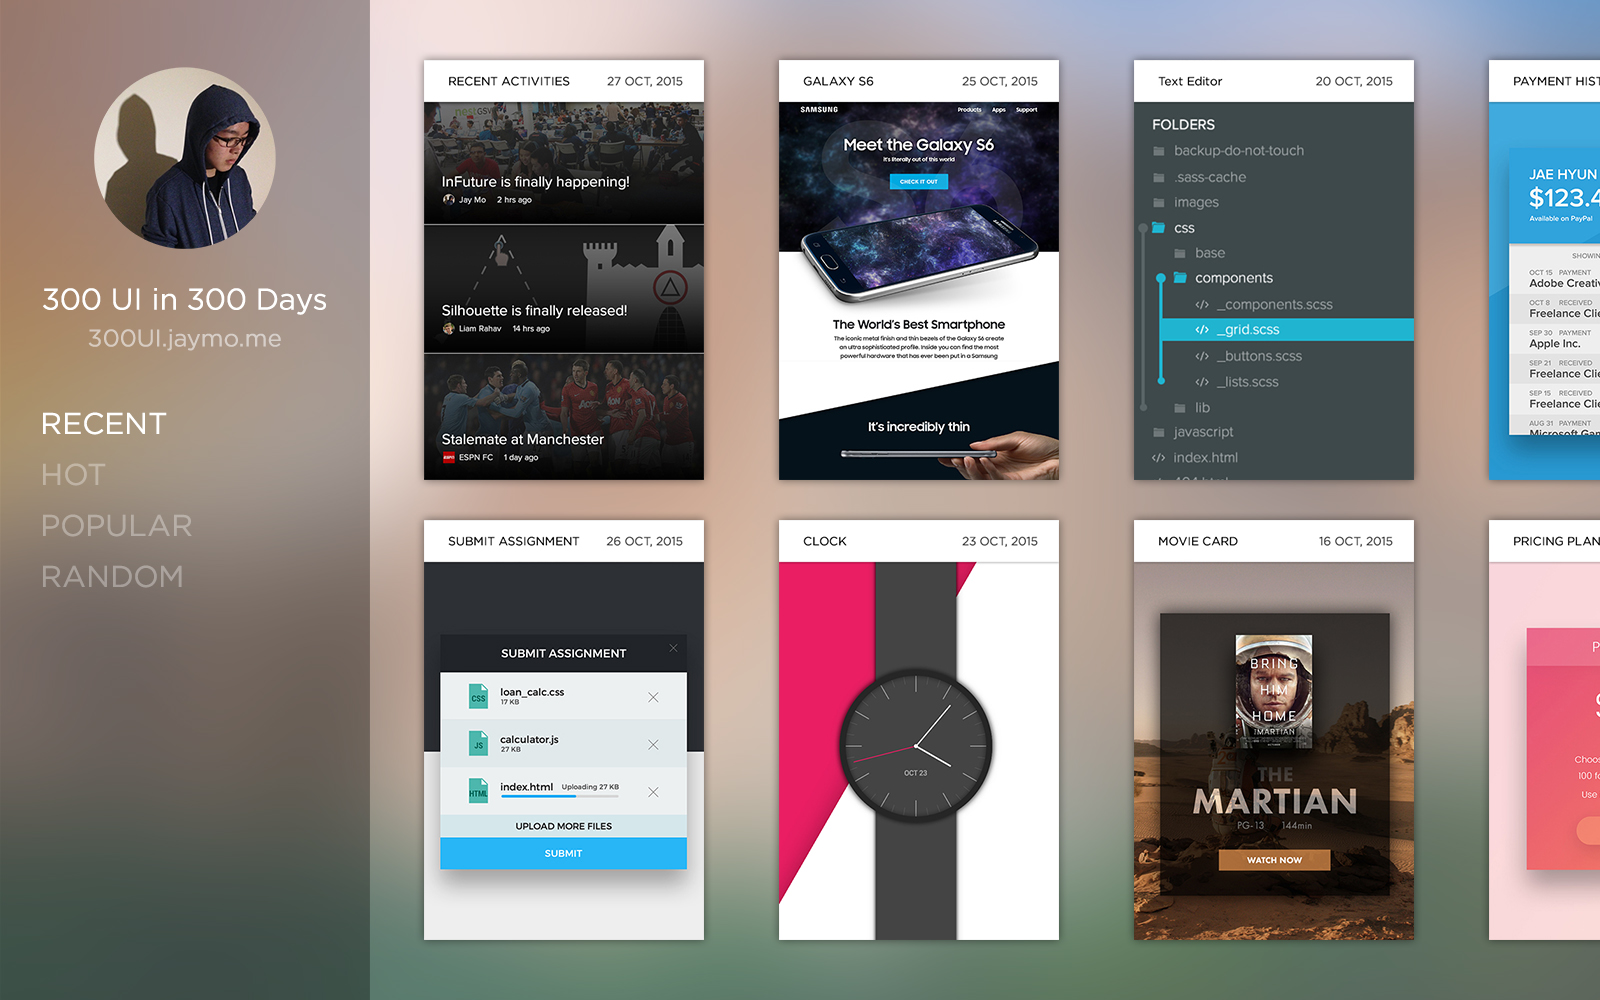 300 UI in 300 Days
300UI.jaymo.me
RECENT
HOT
POPULAR
RANDOM
RECENT ACTIVITIES 27 OCT, 2015
InFuture is finally happening!
Jay Mo 2 hrs ago
Silhouette is finally released!
Liam Rahav 14 hrs ago
Stalemate at Manchester
ESPN FC 1 day ago
GALAXY S6 25 OCT, 2015
SAMSUNG Products Apps Support
Meet the Galaxy S6
It's literally out of this world
CHECK IT OUT
The World's Best Smartphone
The iconic metal finish and thin bezels of the Galaxy S6 create
an ultra sophisticated profile. Inside you can find the most
powerful hardware that has ever been put in a Samsung
It's incredibly thin
Text Editor 20 OCT, 2015
FOLDERS
backup-do-not-touch
.sass-cache
images
css
base
components
</> _components.scss
</> _grid.scss
</> _buttons.scss
</> _lists.scss
lib
javascript
</> index.html
PAYMENT HIST
JAE HYUN
$123.4
Available on PayPal
SHOWIN
OCT 15 PAYMENT
Adobe Creativ
OCT 8 RECEIVED
Freelance Clie
SEP 30 PAYMENT
Apple Inc.
SEP 21 RECEIVED
Freelance Clie
SEP 15 RECEIVED
Freelance Clie
AUG 31 PAYMENT
Microsoft Gam
SUBMIT ASSIGNMENT 26 OCT, 2015
SUBMIT ASSIGNMENT
CSS loan_calc.css
17 KB
JS calculator.js
27 KB
HTML index.html Uploading 27 KB
UPLOAD MORE FILES
SUBMIT
CLOCK 23 OCT, 2015
OCT 23
MOVIE CARD 16 OCT, 2015
BRING
HIM
HOME
THE MARTIAN
THE
MARTIAN
PG-13 144min
WATCH NOW
PRICING PLAN
P
S
Choos
100 fo
Use